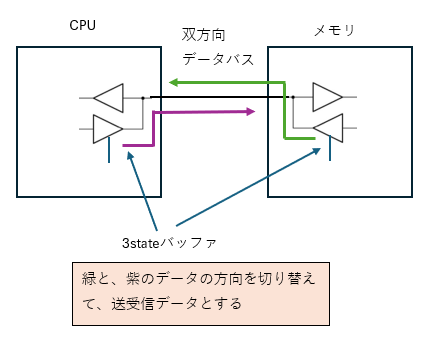 CPU
双方向
データバス
メモリ
3stateバッファ
緑と、紫のデータの方向を切り替え
て、送受信データとする